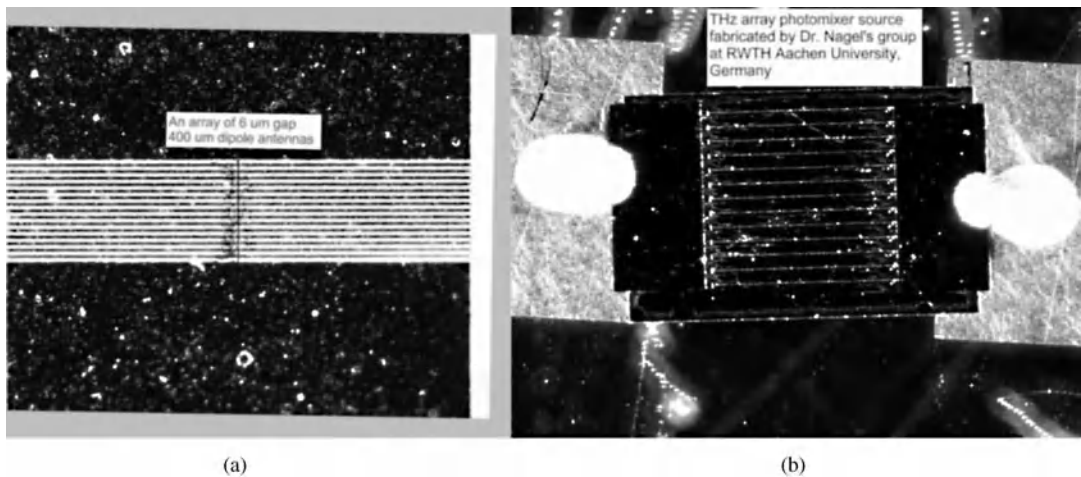 An array of 6 um gap
400 um dipole antennas
THz array photomixer source
fabricated by Dr. Nagel's group
at RWTH Aachen University,
Germany
(a)
(b)